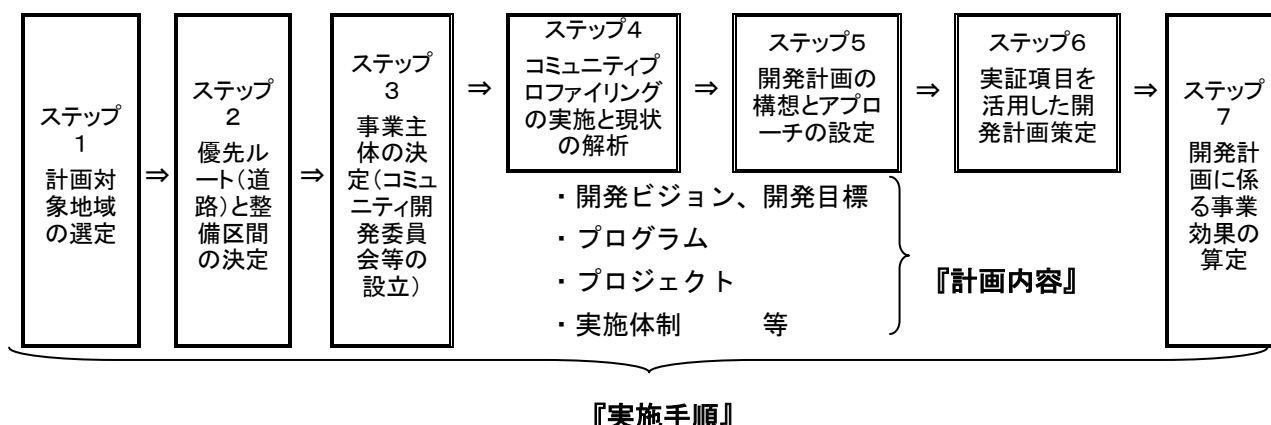 ステップ
1
計画対
象地域
の選定
⇒
ステップ
2
優先ル
ート(道
路)と整
備区間
の決定
⇒
ステップ
3
事業主
体の決
定(コミュ
ニティ開
発委員
会等の
設立)
⇒
ステップ4
コミュニティプ
ロファイリング
の実施と現状
の解析
⇒
ステップ5
開発計画の
構想とアプロ
ーチの設定
⇒
ステップ6
実証項目を
活用した開
発計画策定
⇒
ステップ
7
開発計
画に係
る事業
効果の
算定
・開発ビジョン、開発目標
・プログラム
・プロジェクト
・実施体制 等
『計画内容』
『実施手順』